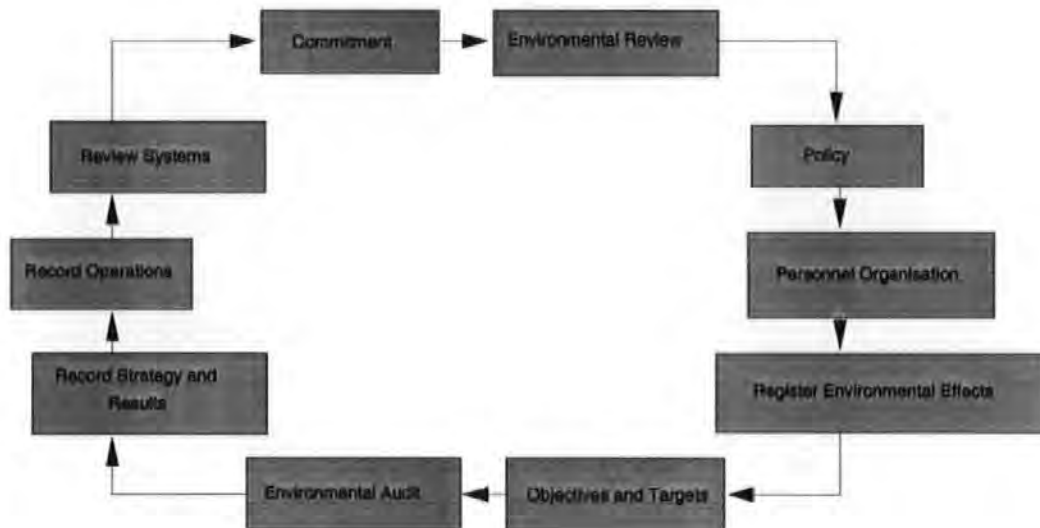 Commitment
Environmental Review
Policy
Personnel Organisation
Register Environmental Effects
Objectives and Targets
Environmental Audit
Record Strategy and
Results
Record Operations
Review Systems